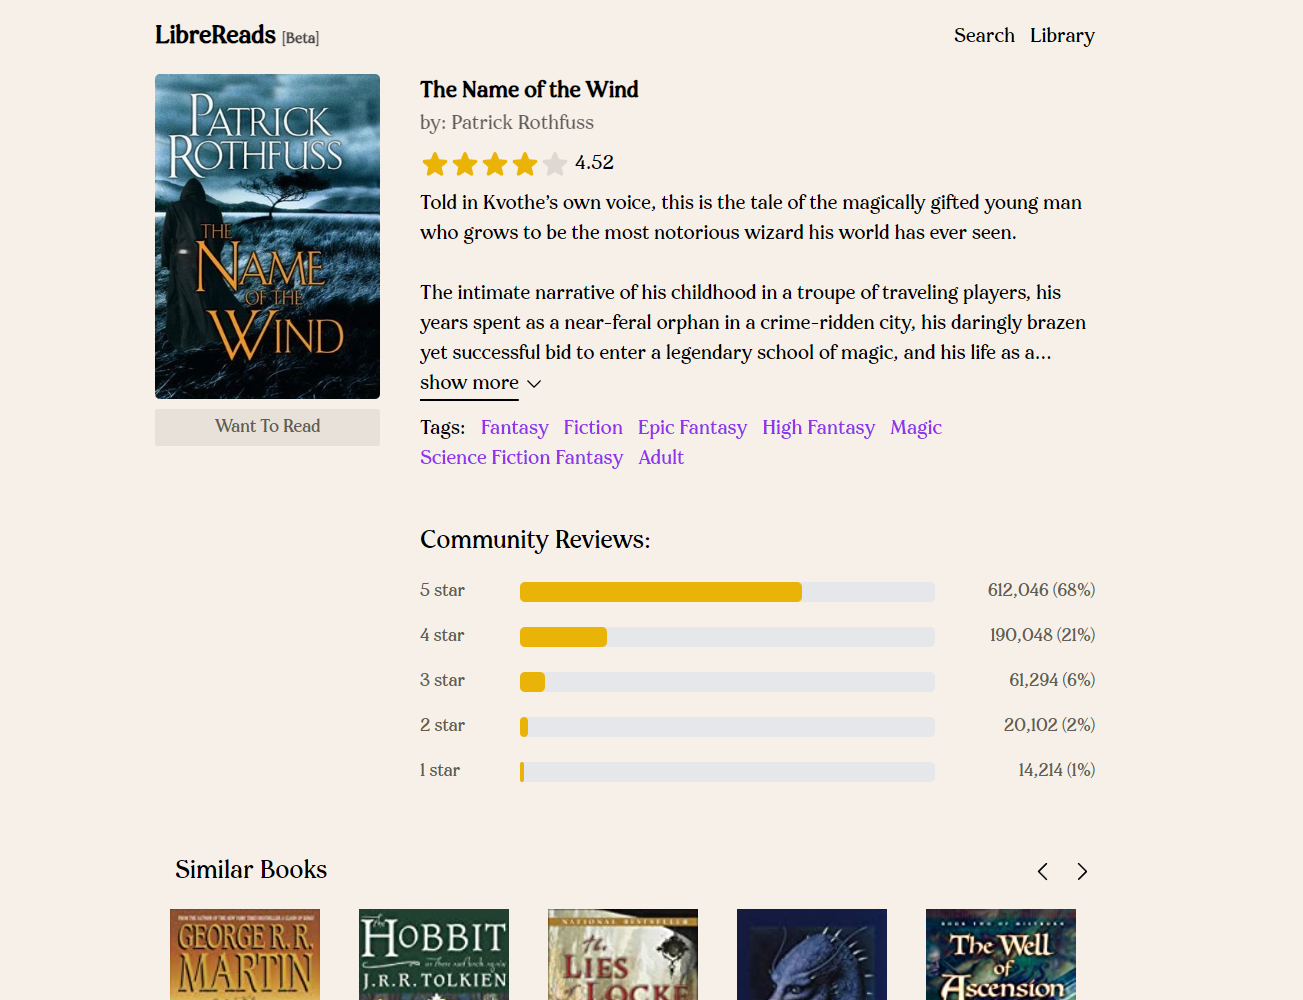 LibreReads [Beta]
Search Library
PATRICK
ROTHFUSS
THE
NAME
OF THE
WIND
Want To Read
The Name of the Wind
by: Patrick Rothfuss
4.52
Told in Kvothe's own voice, this is the tale of the magically gifted young man
who grows to be the most notorious wizard his world has ever seen.
The intimate narrative of his childhood in a troupe of traveling players, his
years spent as a near-feral orphan in a crime-ridden city, his daringly brazen
yet successful bid to enter a legendary school of magic, and his life as a...
show more
Tags: Fantasy Fiction Epic Fantasy High Fantasy Magic
Science Fiction Fantasy Adult
Community Reviews:
5 star 612,046 (68%)
4 star 190,048 (21%)
3 star 61,294 (6%)
2 star 20,102 (2%)
1 star 14,214 (1%)
Similar Books
GEORGE R. R.
MARTIN
The
HOBBIT
or there and back again
J.R.R. TOLKIEN
NATIONAL BESTSELLER
The
LIES
of LOCKE
BOOK TWO OF MISTBORN
The Well
of
Ascension